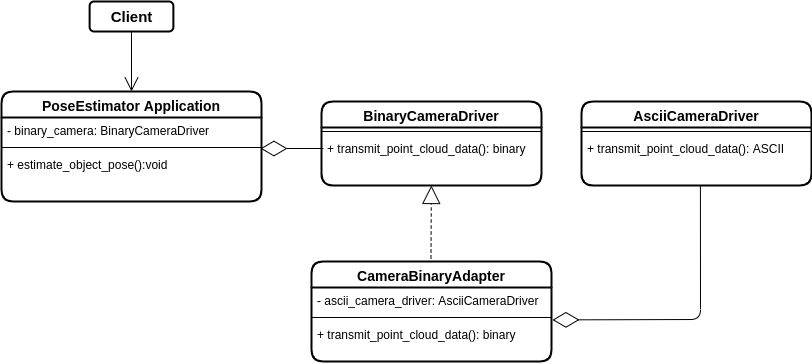 Client
PoseEstimator Application
- binary_camera: BinaryCameraDriver
+ estimate_object_pose():void
BinaryCameraDriver
+ transmit_point_cloud_data(): binary
AsciiCameraDriver
+ transmit_point_cloud_data(): ASCII
CameraBinaryAdapter
- ascii_camera_driver: AsciiCameraDriver
+ transmit_point_cloud_data(): binary